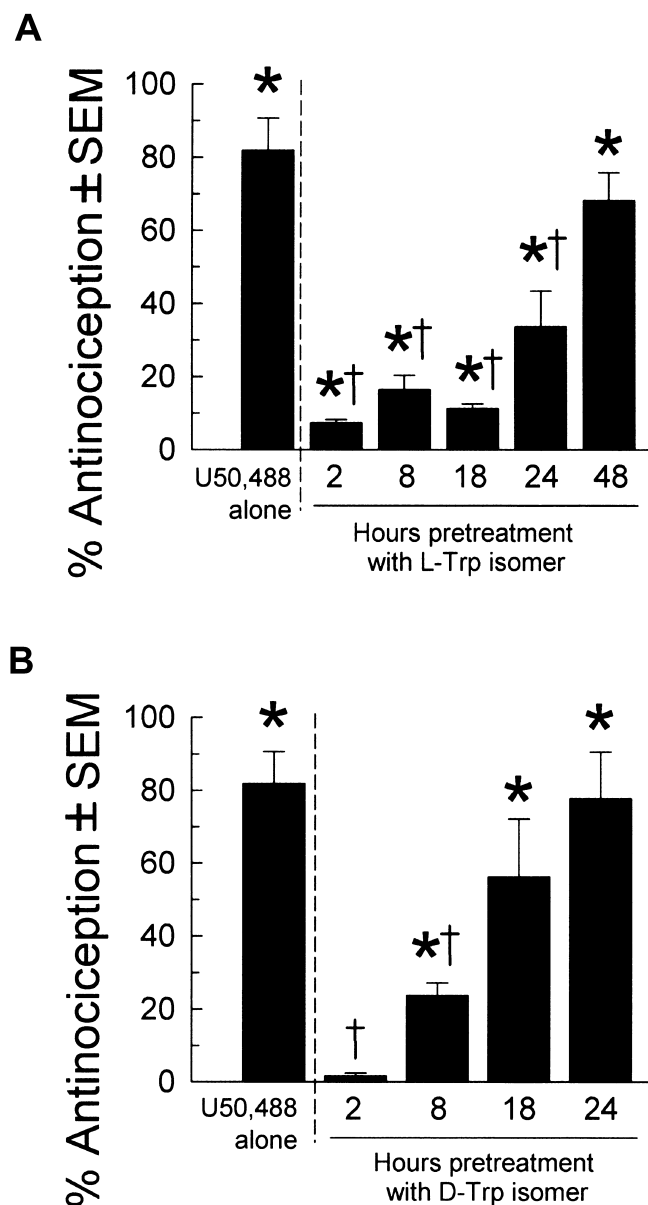 A
% Antinociception ± SEM
100
80
60
40
20
0
*
*†
*†
*†
*†
*
U50,488
alone
2 8 18 24 48
Hours pretreatment
with L-Trp isomer
B
% Antinociception ± SEM
100
80
60
40
20
0
*
†
*†
*
*
U50,488
alone
2 8 18 24
Hours pretreatment
with D-Trp isomer